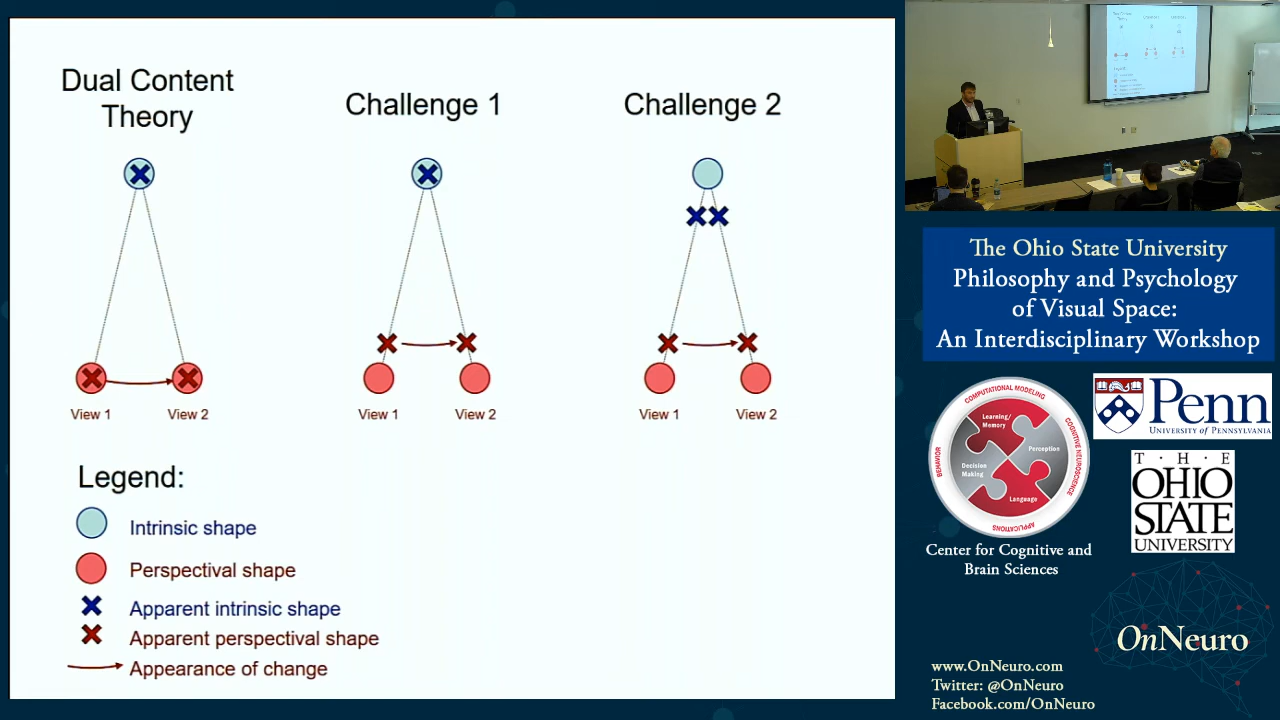 Dual Content
Theory
Challenge 1
Challenge 2
View 1
View 2
View 1
View 2
View 1
View 2
Legend:
Intrinsic shape
Perspectival shape
Apparent intrinsic shape
Apparent perspectival shape
Appearance of change
The Ohio State University
Philosophy and Psychology
of Visual Space:
An Interdisciplinary Workshop
COMPUTATIONAL MODELING
COGNITIVE NEUROSCIENCE
APPLICATIONS
BEHAVIOR
Learning/
Memory
Perception
Decision
Making
Language
Center for Cognitive and
Brain Sciences
Penn
UNIVERSITY OF PENNSYLVANIA
T · H · E
OHIO
STATE
UNIVERSITY
OnNeuro
www.OnNeuro.com
Twitter: @OnNeuro
Facebook.com/OnNeuro